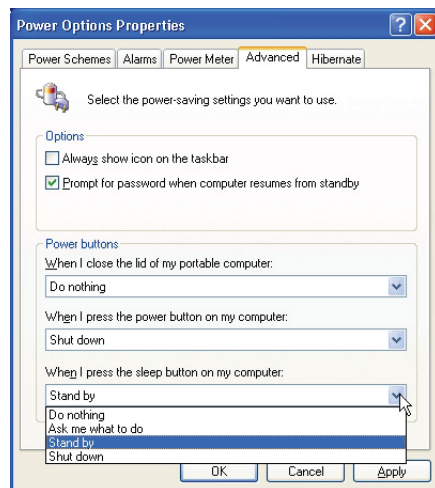 Power Options Properties
Power Schemes Alarms Power Meter Advanced Hibernate
Select the power-saving settings you want to use.
Options
Always show icon on the taskbar
Prompt for password when computer resumes from standby
Power buttons
When I close the lid of my portable computer:
Do nothing
When I press the power button on my computer:
Shut down
When I press the sleep button on my computer:
Stand by
Do nothing
Ask me what to do
Stand by
Shut down
OK Cancel Apply